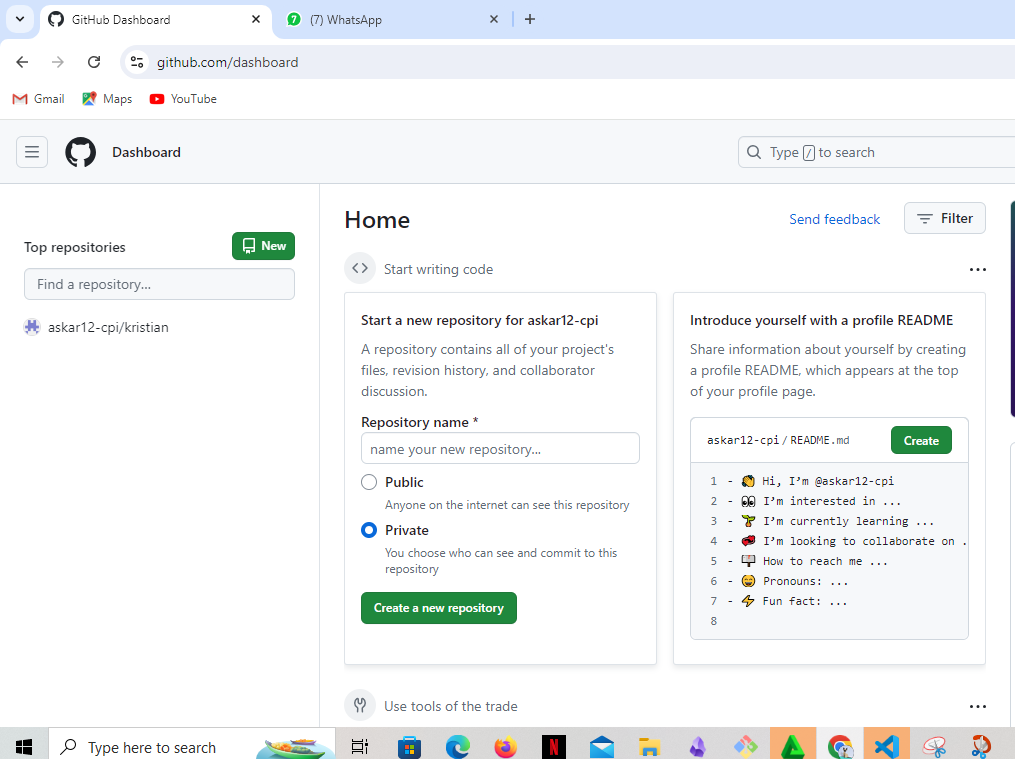 GitHub Dashboard
7
(7) WhatsApp
github.com/dashboard
Gmail
Maps
YouTube
Dashboard
Type / to search
Top repositories
New
Find a repository...
askar12-cpi/kristian
Home
Send feedback
Filter
Start writing code
Start a new repository for askar12-cpi
A repository contains all of your project's
files, revision history, and collaborator
discussion.
Repository name *
name your new repository...
Public
Anyone on the internet can see this repository
Private
You choose who can see and commit to this
repository
Create a new repository
Introduce yourself with a profile README
Share information about yourself by creating
a profile README, which appears at the top
of your profile page.
askar12-cpi/README.md
Create
1 - 👋 Hi, I’m @askar12-cpi
2 - 👀 I’m interested in ...
3 - 🌱 I’m currently learning ...
4 - 💞️ I’m looking to collaborate on .
5 - 📫 How to reach me ...
6 - 😄 Pronouns: ...
7 - ⚡ Fun fact: ...
8
Use tools of the trade
Type here to search
N